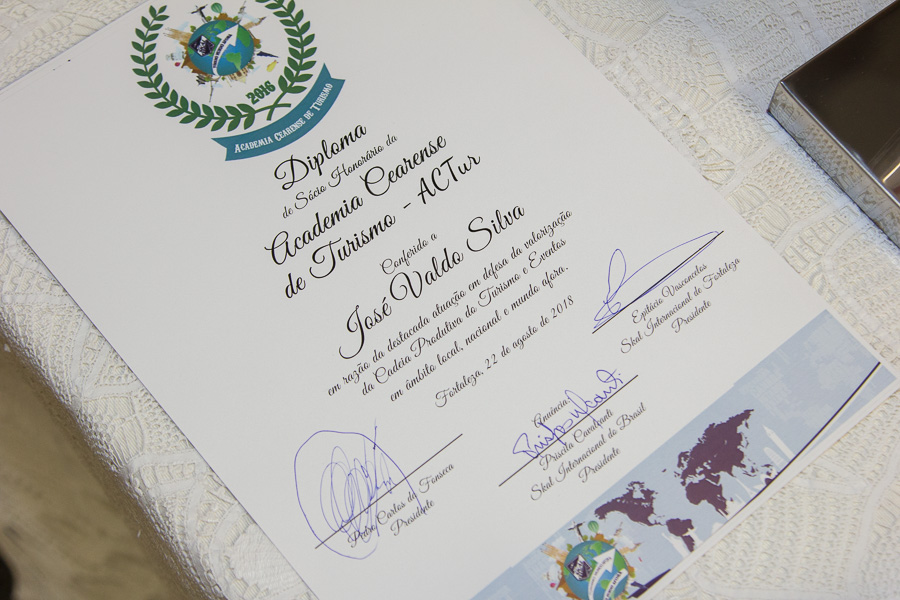 2016
ACADEMIA CEARENSE DE TURISMO
Diploma
de Sócio Honorário da
Academia Cearense
de Turismo - ACTur
Conferido a
José Valdo Silva
em razão da destacada atuação em defesa da valorização
da Cadeia Produtiva do Turismo e Eventos
em âmbito local, nacional e mundo afora.
Fortaleza, 22 de agosto de 2018
Epitácio Vasconcelos
Skal Internacional de Fortaleza
Presidente
Anuência:
Priscila Cavalcanti
Skal Internacional do Brasil
Presidente
Pedro Carlos da Fonseca
Presidente